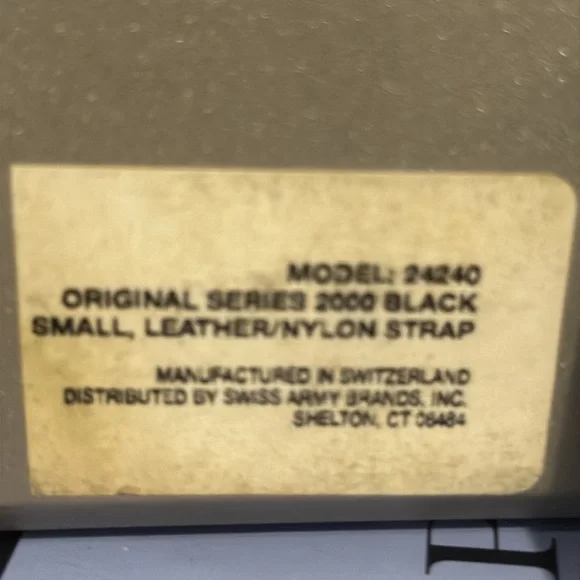 MODEL: 24240
ORIGINAL SERIES 2000 BLACK
SMALL, LEATHER/NYLON STRAP
MANUFACTURED IN SWITZERLAND
DISTRIBUTED BY SWISS ARMY BRANDS, INC.
SHELTON, CT 06484
H